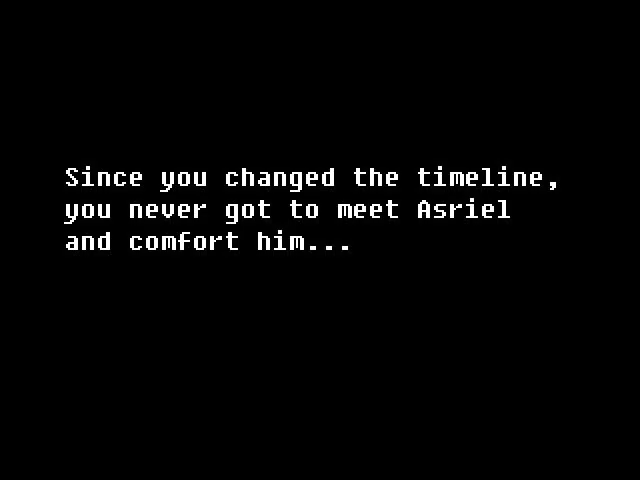 Since you changed the timeline,
you never got to meet Asriel
and comfort him...